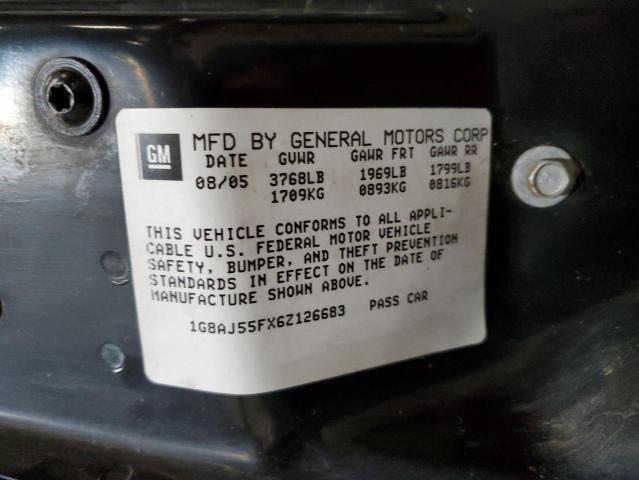 GM MFD BY GENERAL MOTORS CORP
DATE GVWR GAWR FRT GAWR RR
08/05 3768LB 1969LB 1799LB
1709KG 0893KG 0816KG
THIS VEHICLE CONFORMS TO ALL APPLI-
CABLE U.S. FEDERAL MOTOR VEHICLE
SAFETY, BUMPER, AND THEFT PREVENTION
STANDARDS IN EFFECT ON THE DATE OF
MANUFACTURE SHOWN ABOVE.
1G8AJ55FX6Z126683 PASS CAR